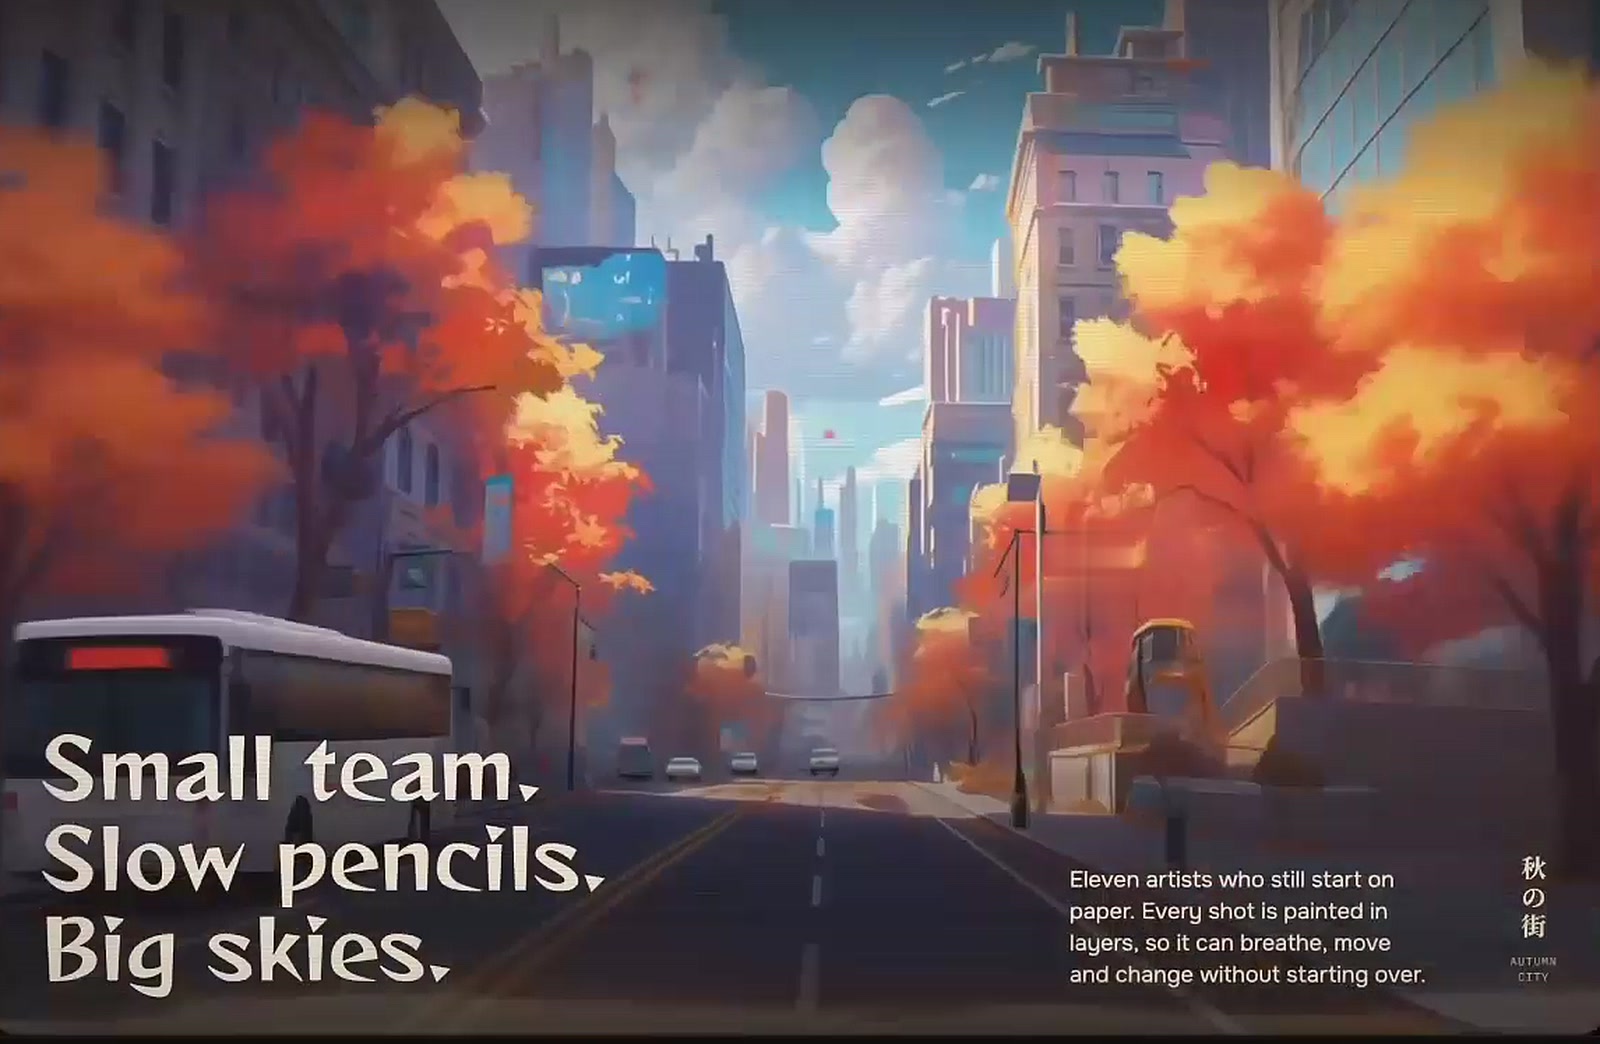 Small team.
Slow pencils.
Big skies.
Eleven artists who still start on
paper. Every shot is painted in
layers, so it can breathe, move
and change without starting over.
秋の街
AUTUMN
CITY